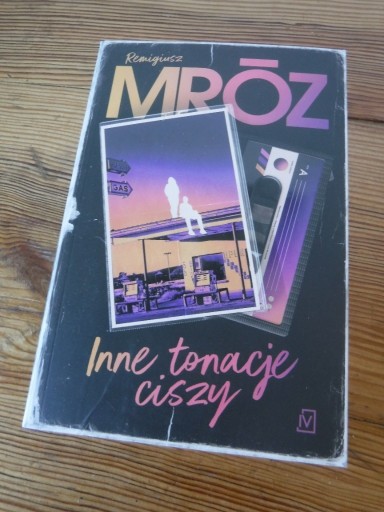 Remigiusz
MRÓZ
GAS
A
Inne tonacje
ciszy
V